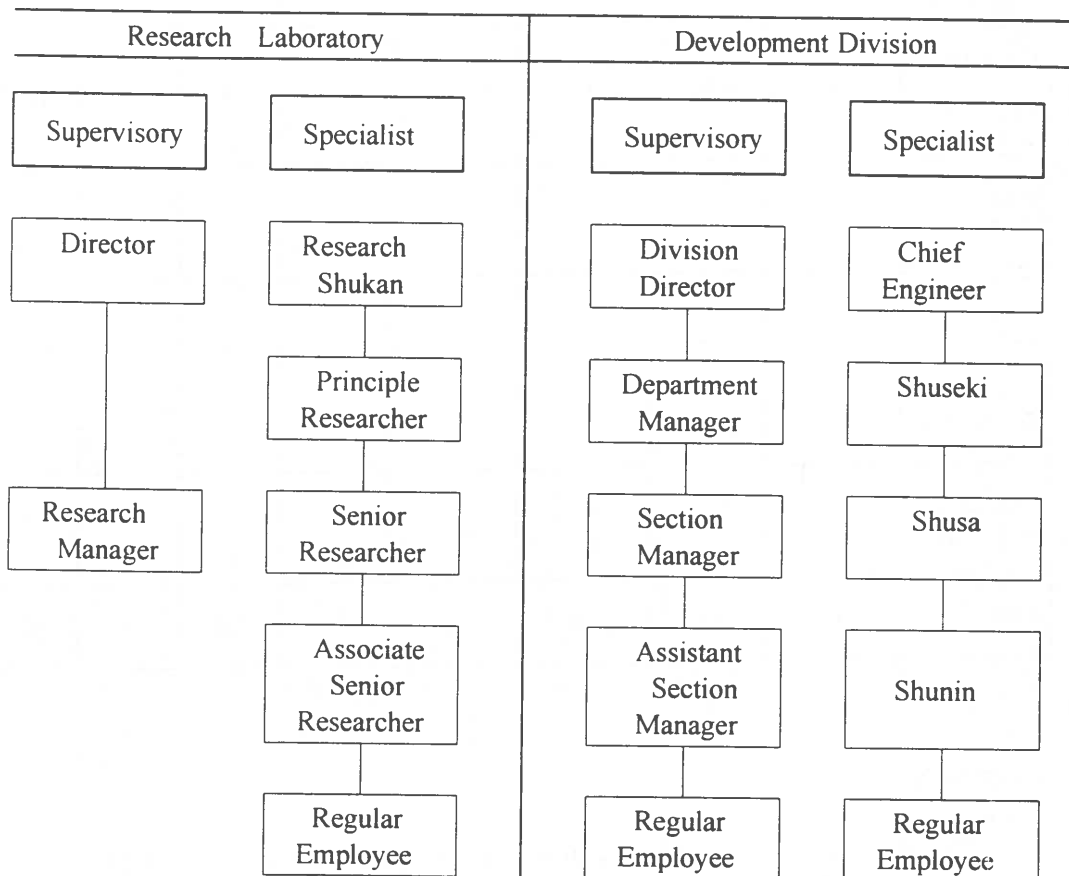 Research Laboratory
Development Division
Supervisory
Specialist
Supervisory
Specialist
Director
Research
Shukan
Division
Director
Chief
Engineer
Principle
Researcher
Department
Manager
Shuseki
Research
Manager
Senior
Researcher
Section
Manager
Shusa
Associate
Senior
Researcher
Assistant
Section
Manager
Shunin
Regular
Employee
Regular
Employee
Regular
Employee